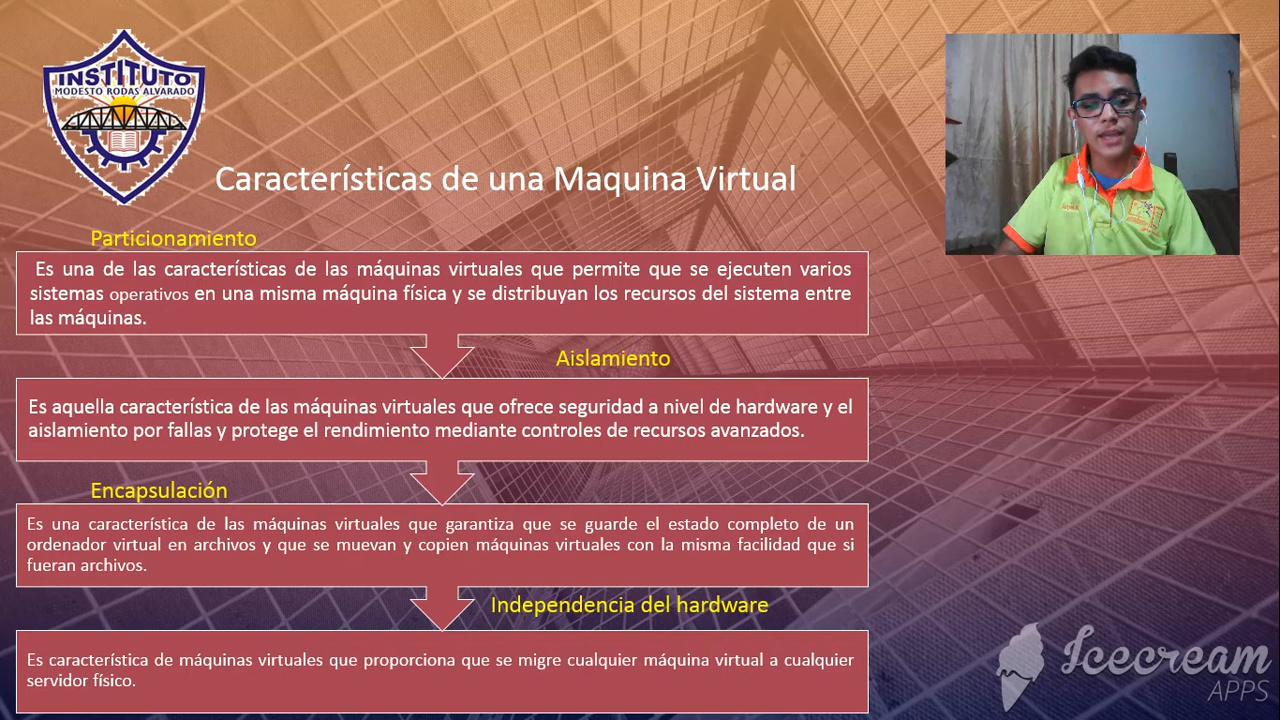 INSTITUTO
MODESTO RODAS ALVARADO
Características de una Maquina Virtual
Particionamiento
Es una de las características de las máquinas virtuales que permite que se ejecuten varios
sistemas operativos en una misma máquina física y se distribuyan los recursos del sistema entre
las máquinas.
Aislamiento
Es aquella característica de las máquinas virtuales que ofrece seguridad a nivel de hardware y el
aislamiento por fallas y protege el rendimiento mediante controles de recursos avanzados.
Encapsulación
Es una característica de las máquinas virtuales que garantiza que se guarde el estado completo de un
ordenador virtual en archivos y que se muevan y copien máquinas virtuales con la misma facilidad que si
fueran archivos.
Independencia del hardware
Es característica de máquinas virtuales que proporciona que se migre cualquier máquina virtual a cualquier
servidor físico.
Icecream
APPS